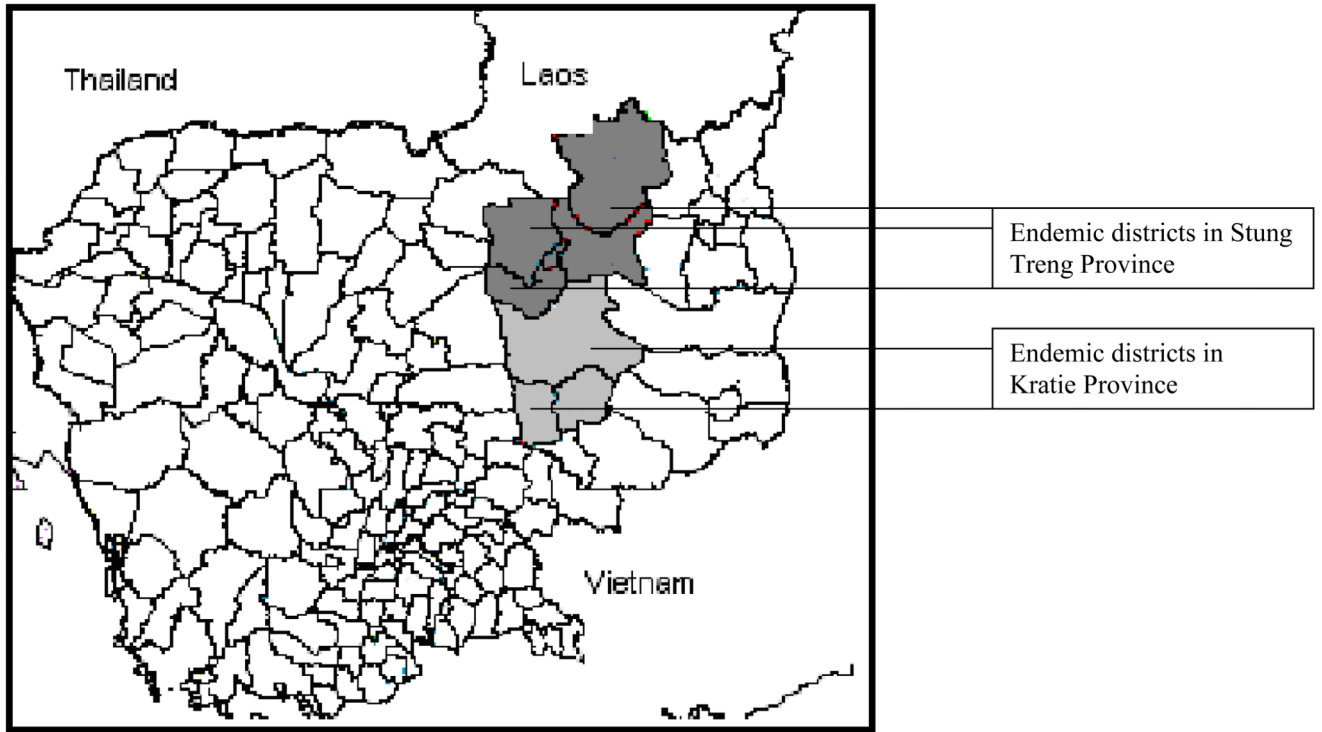 Thailand
Laos
Endemic districts in Stung
Treng Province
Endemic districts in
Kratie Province
Vietnam